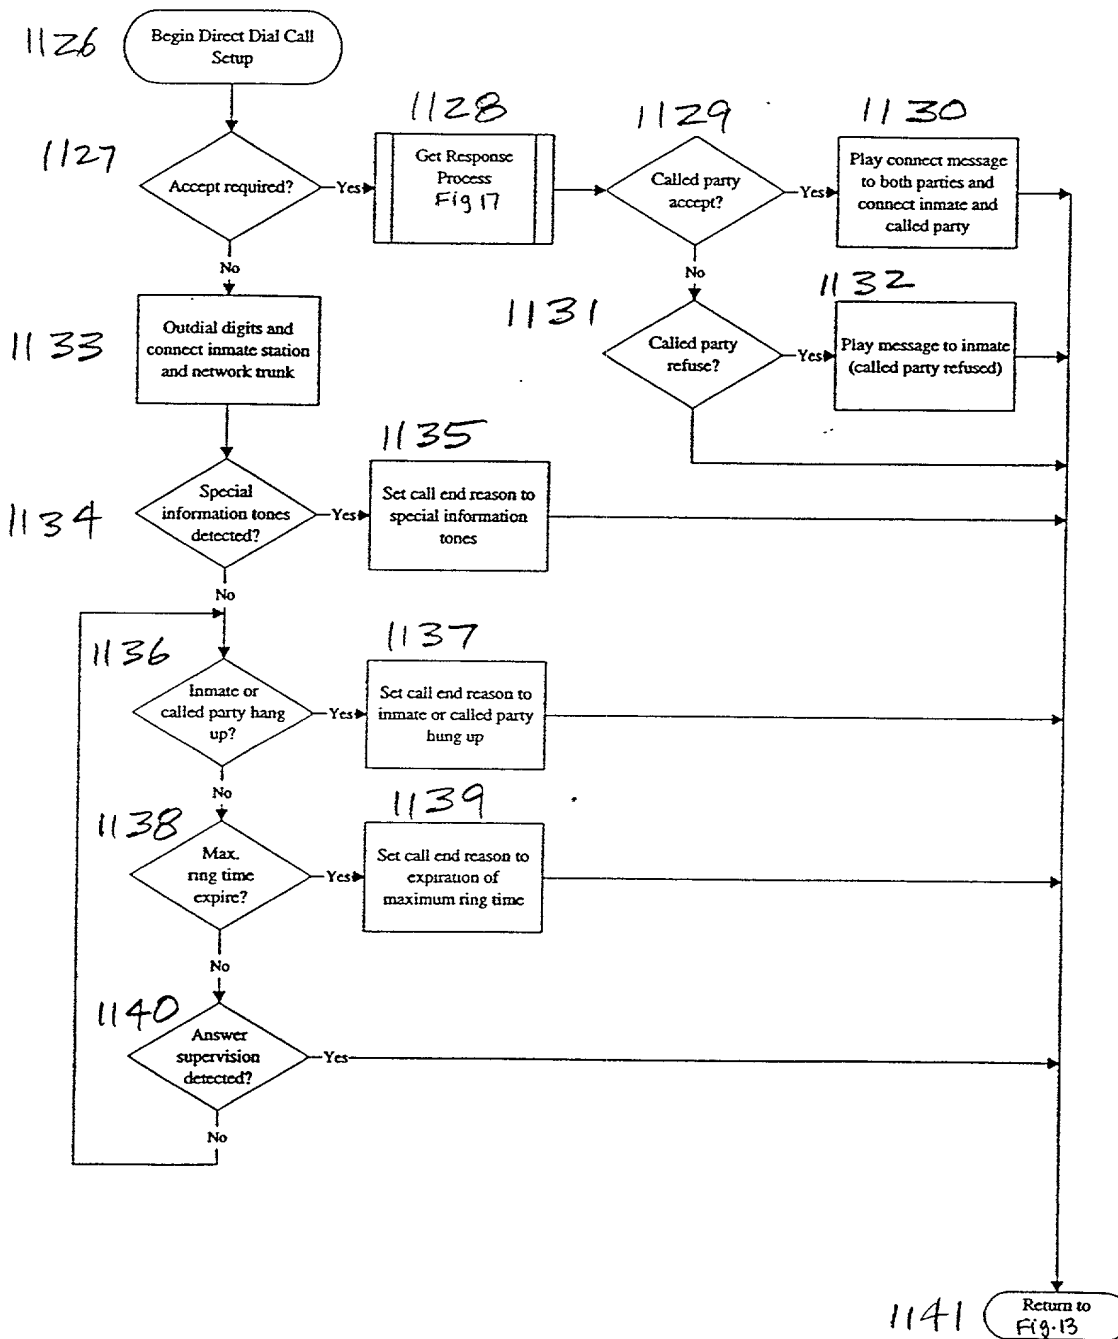 1126
Begin Direct Dial Call
Setup
1127
Accept required?
Yes
1128
Get Response
Process
Fig 17
1129
Called party
accept?
Yes
1130
Play connect message
to both parties and
connect inmate and
called party
No
No
1131
Called party
refuse?
Yes
1132
Play message to inmate
(called party refused)
1133
Outdial digits and
connect inmate station
and network trunk
1134
Special
information tones
detected?
Yes
1135
Set call end reason to
special information
tones
No
1136
Inmate or
called party hang
up?
Yes
1137
Set call end reason to
inmate or called party
hung up
No
1138
Max.
ring time
expire?
Yes
1139
Set call end reason to
expiration of
maximum ring time
No
1140
Answer
supervision
detected?
Yes
No
1141
Return to
Fig.13